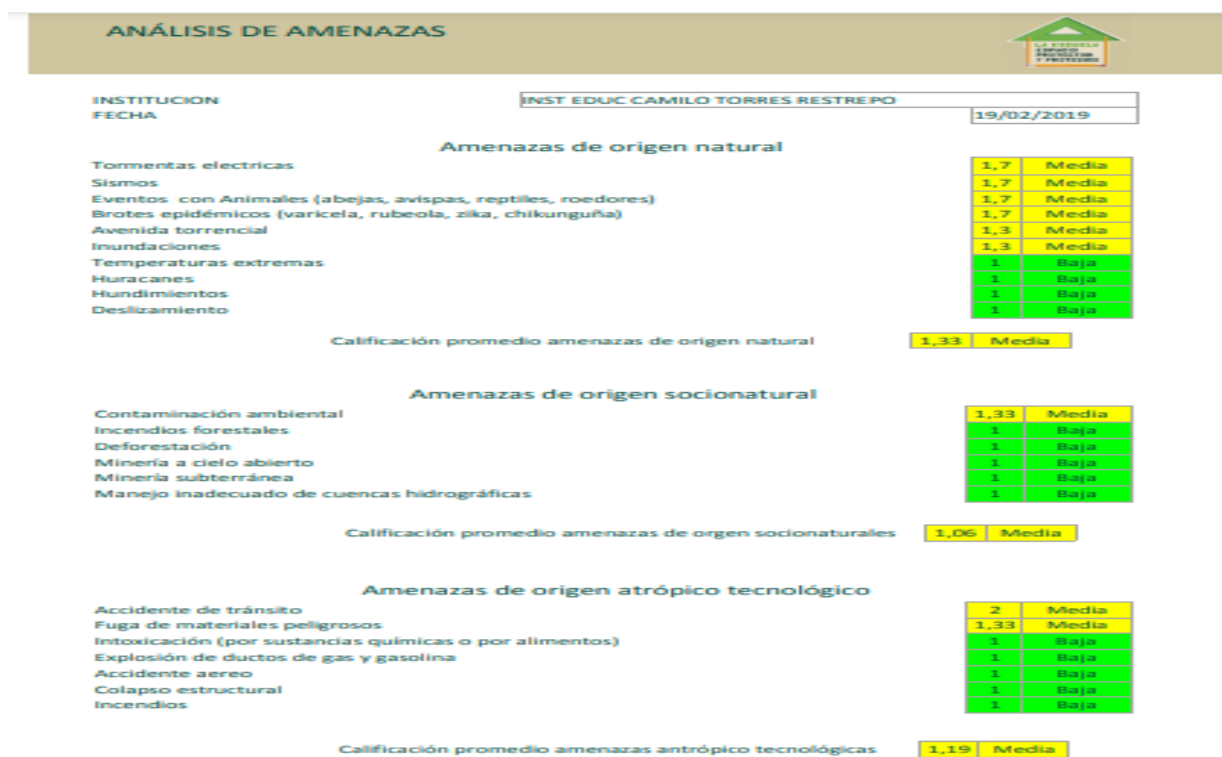 ANÁLISIS DE AMENAZAS
LA ESCUELA
ESPACIO
PROTECTOR
Y PROTEGIDO
INSTITUCION INST EDUC CAMILO TORRES RESTREPO
FECHA 19/02/2019
Amenazas de origen natural
Tormentas electricas 1,7 Media
Sismos 1,7 Media
Eventos con Animales (abejas, avispas, reptiles, roedores) 1,7 Media
Brotes epidémicos (varicela, rubeola, zika, chikunguña) 1,7 Media
Avenida torrencial 1,3 Media
Inundaciones 1,3 Media
Temperaturas extremas 1 Baja
Huracanes 1 Baja
Hundimientos 1 Baja
Deslizamiento 1 Baja
Calificación promedio amenazas de origen natural 1,33 Media
Amenazas de origen socionatural
Contaminación ambiental 1,33 Media
Incendios forestales 1 Baja
Deforestación 1 Baja
Minería a cielo abierto 1 Baja
Minería subterránea 1 Baja
Manejo inadecuado de cuencas hidrográficas 1 Baja
Calificación promedio amenazas de orgen socionaturales 1,06 Media
Amenazas de origen atrópico tecnológico
Accidente de tránsito 2 Media
Fuga de materiales peligrosos 1,33 Media
Intoxicación (por sustancias químicas o por alimentos) 1 Baja
Explosión de ductos de gas y gasolina 1 Baja
Accidente aereo 1 Baja
Colapso estructural 1 Baja
Incendios 1 Baja
Calificación promedio amenazas antrópico tecnológicas 1,19 Media